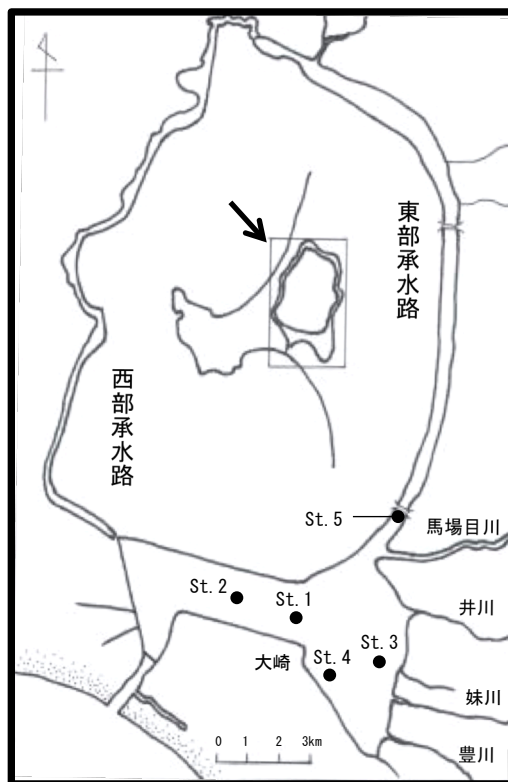 東部承水路
西部承水路
St. 5
馬場目川
St. 2
St. 1
井川
大崎
St. 4
St. 3
妹川
豊川
0 1 2 3km